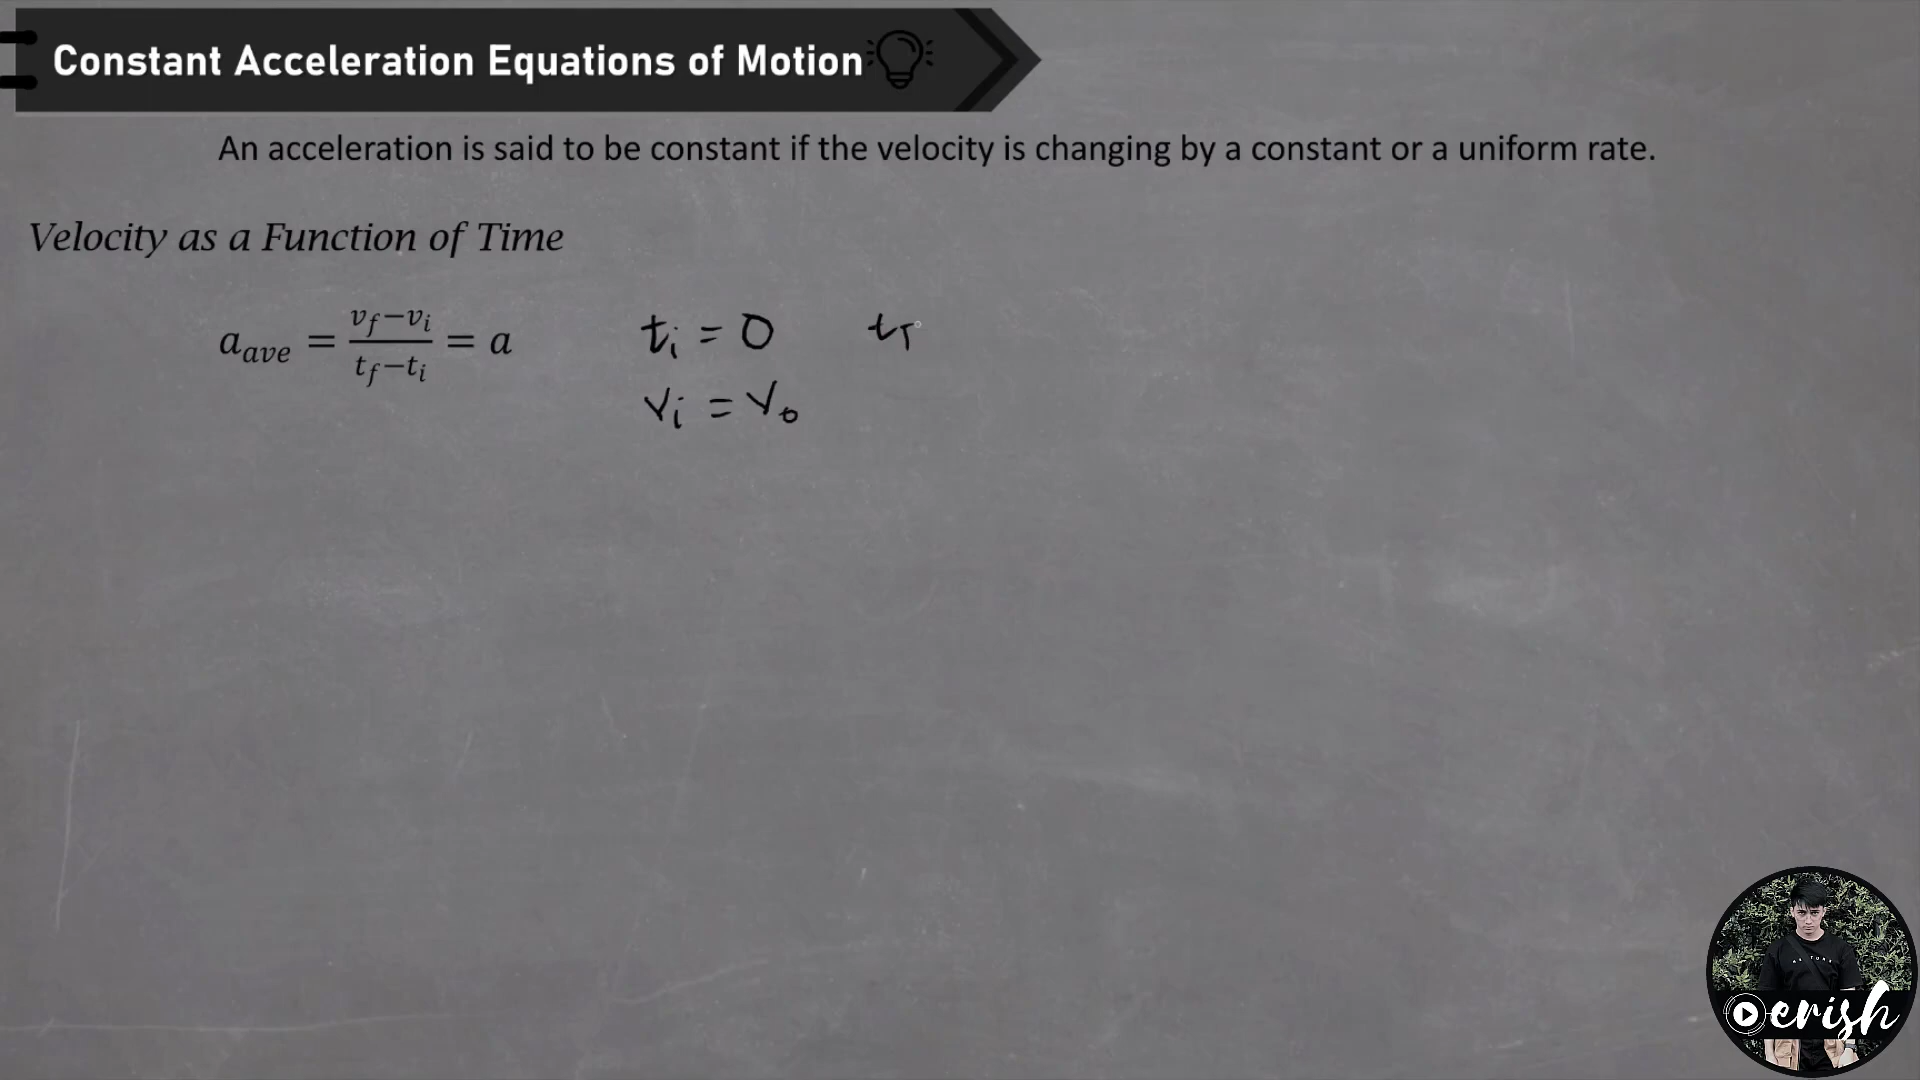 Constant Acceleration Equations of Motion
An acceleration is said to be constant if the velocity is changing by a constant or a uniform rate.
Velocity as a Function of Time
a_ave = (v_f−v_i)/(t_f−t_i) = a
t_i = 0
t
v_i = v_0
erish